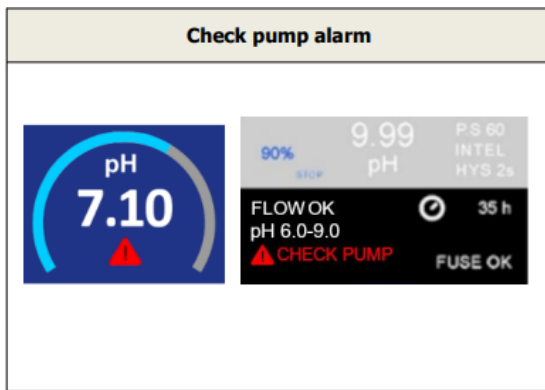 Check pump alarm
pH
7.10
90%
STOP
9.99
pH
P.S 60
INTEL
HYS 2s
FLOW OK
35 h
pH 6.0-9.0
CHECK PUMP
FUSE OK